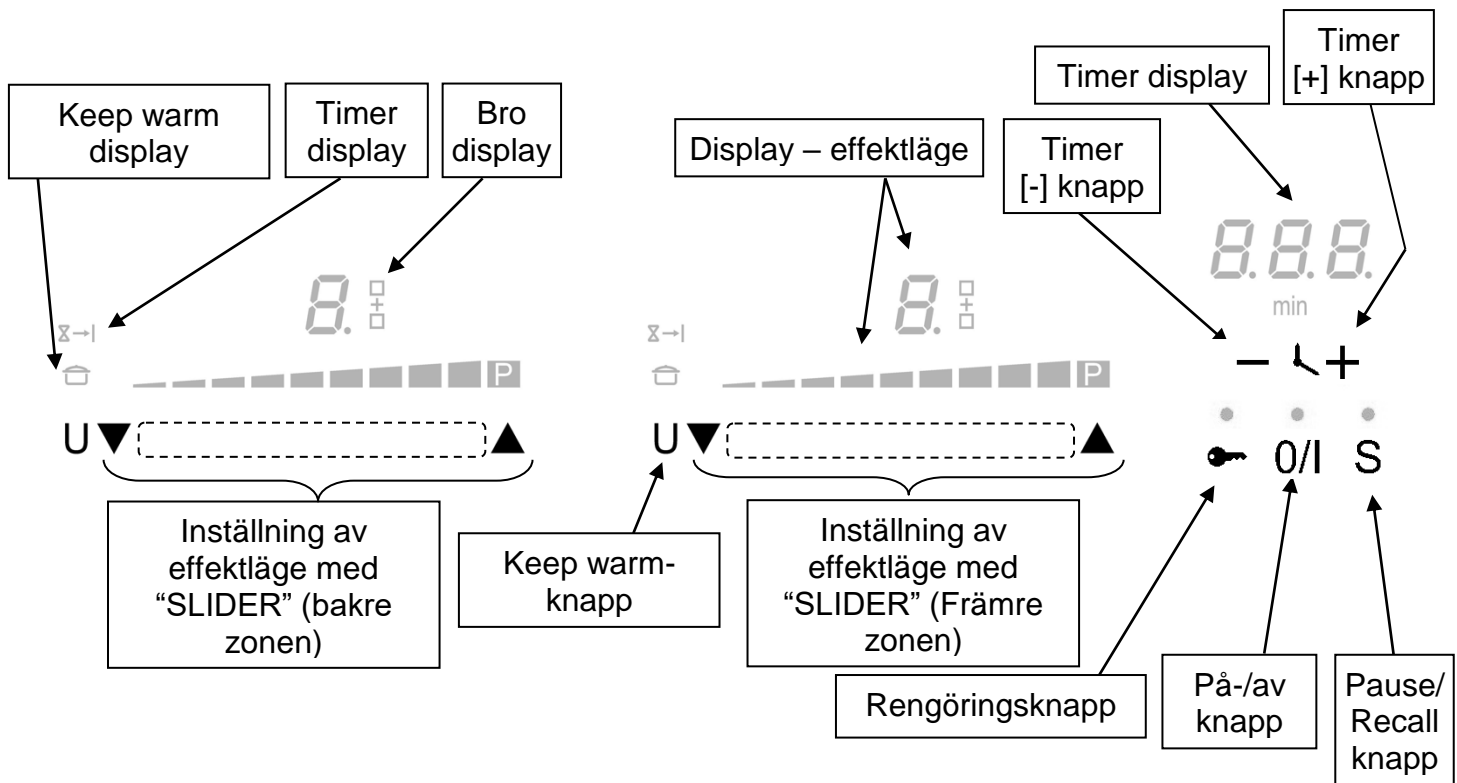 Keep warm
display
Timer
display
Bro
display
Display – effektläge
Timer
[-] knapp
Timer display
Timer
[+] knapp
8.
8.
8.8.8.
min
P
P
− +
U
U
0/I S
Inställning av
effektläge med
“SLIDER” (bakre
zonen)
Keep warm-
knapp
Inställning av
effektläge med
“SLIDER” (Främre
zonen)
Rengöringsknapp
På-/av
knapp
Pause/
Recall
knapp